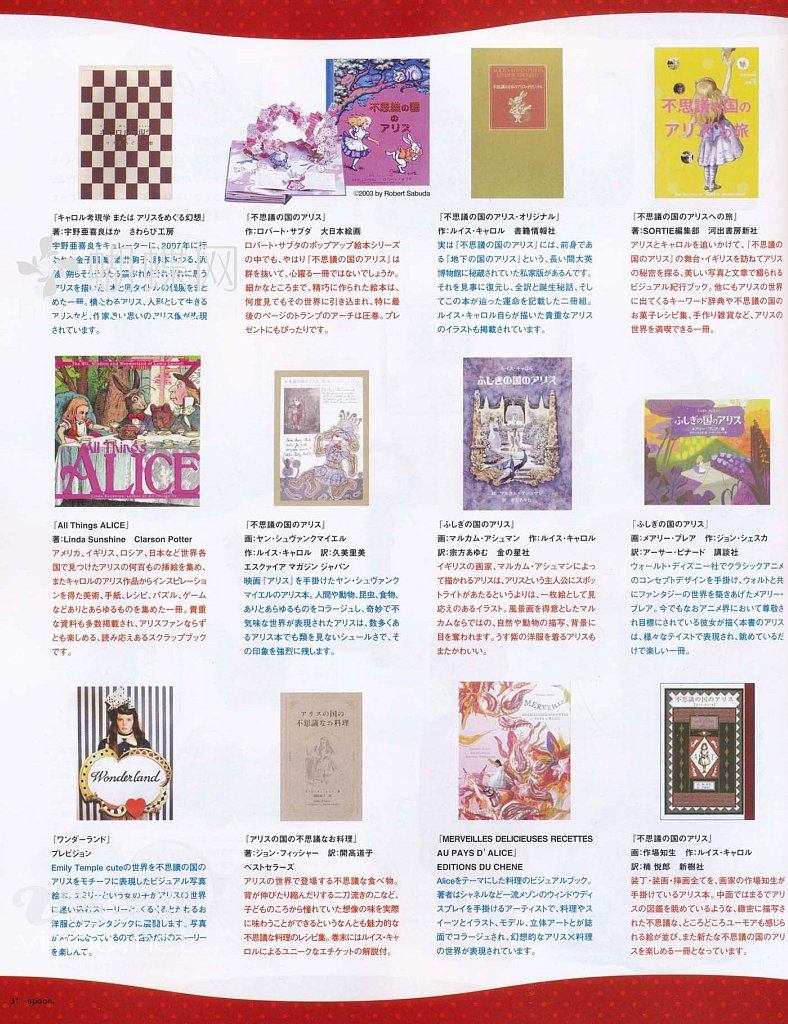 ©2003 by Robert Sabuda
『キャロル考現学 または アリスをめぐる幻想』
著:宇野亜喜良ほか さわらび工房
宇野亜喜良をキュレーターに、2007年に行
アリスなど、作家思い思いのアリス像が表現
されています。
不思議の国
の
アリス
『不思議の国のアリス』
作:ロバート・サブダ 大日本絵画
ロバート・サブダのポップアップ絵本シリーズ
の中でも、やはり『不思議の国のアリス』は
群を抜いて、心躍る一冊ではないでしょうか。
細かなところまで、精巧に作られた絵本は、
何度見てもその世界に引き込まれ、特に最
後のページのトランプのアーチは圧巻。プレ
ゼントにもぴったりです。
『不思議の国のアリス・オリジナル』
作:ルイス・キャロル 書籍情報社
実は『不思議の国のアリス』には、前身であ
る『地下の国のアリス』という、長い間大英
博物館に秘蔵されていた私家版があるんです。
それを見事に復元し、全訳と誕生秘話、そし
てこの本が辿った運命を記載した二冊組。
ルイス・キャロル自らが描いた貴重なアリス
のイラストも掲載されています。
不思議の国の
アリスへの旅
『不思議の国のアリスへの旅』
著:SORTIE編集部 河出書房新社
アリスとキャロルを追いかけて、『不思議の国
のアリス』の舞台・イギリスを訪ねてアリス
の秘密を探る、美しい写真と文章で綴られる
ビジュアル紀行ブック。他にもアリスの世界
に出てくるキーワード辞典や不思議の国の
お菓子レシピ集、手作り雑貨など、アリスの
世界を満喫できる一冊。
All Things
ALICE
『All Things ALICE』
著:Linda Sunshine Clarson Potter
アメリカ、イギリス、ロシア、日本など世界各
国で見つけたアリスの何百もの挿絵を集め、
またキャロルのアリス作品からインスピレーショ
ンを得た美術、手紙、レシピ、パズル、ゲーム
などありとあらゆるものを集めた一冊。貴重
な資料も多数掲載され、アリスファンならず
とも楽しめる、読み応えあるスクラップブック
です。
『不思議の国のアリス』
画:ヤン・シュヴァンクマイエル
作:ルイス・キャロル 訳:久美里美
エスクァイア マガジン ジャパン
映画『アリス』を手掛けたヤン・シュヴァンク
マイエルのアリス本。人間や動物、昆虫、食物、
ありとあらゆるものをコラージュし、奇妙で不
気味な世界が表現されたアリスは、数多くあ
るアリス本でも類を見ないシュールさで、そ
の印象を強烈に残します。
ルイス・キャロル
ふしぎの国のアリス
『ふしぎの国のアリス』
画:マルカム・アシュマン 作:ルイス・キャロル
訳:宗方あゆむ 金の星社
イギリスの画家、マルカム・アシュマンによっ
て描かれるアリスは、アリスという主人公にスポッ
トライトがあたるというよりは、一枚絵として見
応えのあるイラスト。風景画を得意としたマル
カムならではの、自然や動物の描写、背景に
目を奪われます。うす紫の洋服を着るアリスも
またかわいい。
ふしぎの国のアリス
『ふしぎの国のアリス』
画:メアリー・ブレア 作:ジョン・シェスカ
訳:アーサー・ビナード 講談社
ウォールト・ディズニー社でクラシックアニメ
のコンセプトデザインを手掛け、ウォルトと共
にファンタジーの世界を築きあげたメアリー・
ブレア。今でもなおアニメ界において尊敬さ
れ目標にされている彼女が描く本書のアリス
は、様々なテイストで表現され、眺めているだ
けで楽しい一冊。
Wonderland
『ワンダーランド』
プレビジョン
Emily Temple cuteの世界を不思議の国の
アリスをモチーフに表現したビジュアル写真
絵本。エミリーという女の子がアリスの世界
に迷い込むストーリー。くるくるとかわるお
洋服とがファンタジックに展開します。写真
がメインになっているので、自分だけのストーリー
を楽しんで。
アリスの国の
不思議なお料理
『アリスの国の不思議なお料理』
著:ジョン・フィッシャー 訳:開高道子
ベストセラーズ
アリスの世界で登場する不思議な食べ物。
背が伸びたり縮んだりする二刀流きのこなど、
子どものころから憧れていた想像の味を実際
に味わうことができるというなんとも魅力的な
不思議な料理のレシピ集。巻末にはルイス・キャ
ロルによるユニークなエチケットの解説付。
MERVEILLES
『MERVEILLES DELICIEUSES RECETTES
AU PAYS D'ALICE』
EDITIONS DU CHENE
Aliceをテーマにした料理のビジュアルブック。
著者はシャネルなど一流メゾンのウィンドウディ
スプレイを手掛けるアーティストで、料理やス
イーツとイラスト、モデル、立体アートとが誌
面でコラージュされ、幻想的なアリス×料理
の世界が表現されています。
不思議の国のアリス
『不思議の国のアリス』
画:作場知生 作:ルイス・キャロル
訳:楠 悦郎 新樹社
装丁・装画・挿画全てを、画家の作場知生が
手掛けているアリス本。中面ではまるでアリ
スの図鑑を眺めているような、緻密に描写さ
れた不思議な、ところどころユーモアも感じら
れる絵が並び、また新たな不思議の国のアリ
スを楽しめる一冊となっています。
31 spoon.